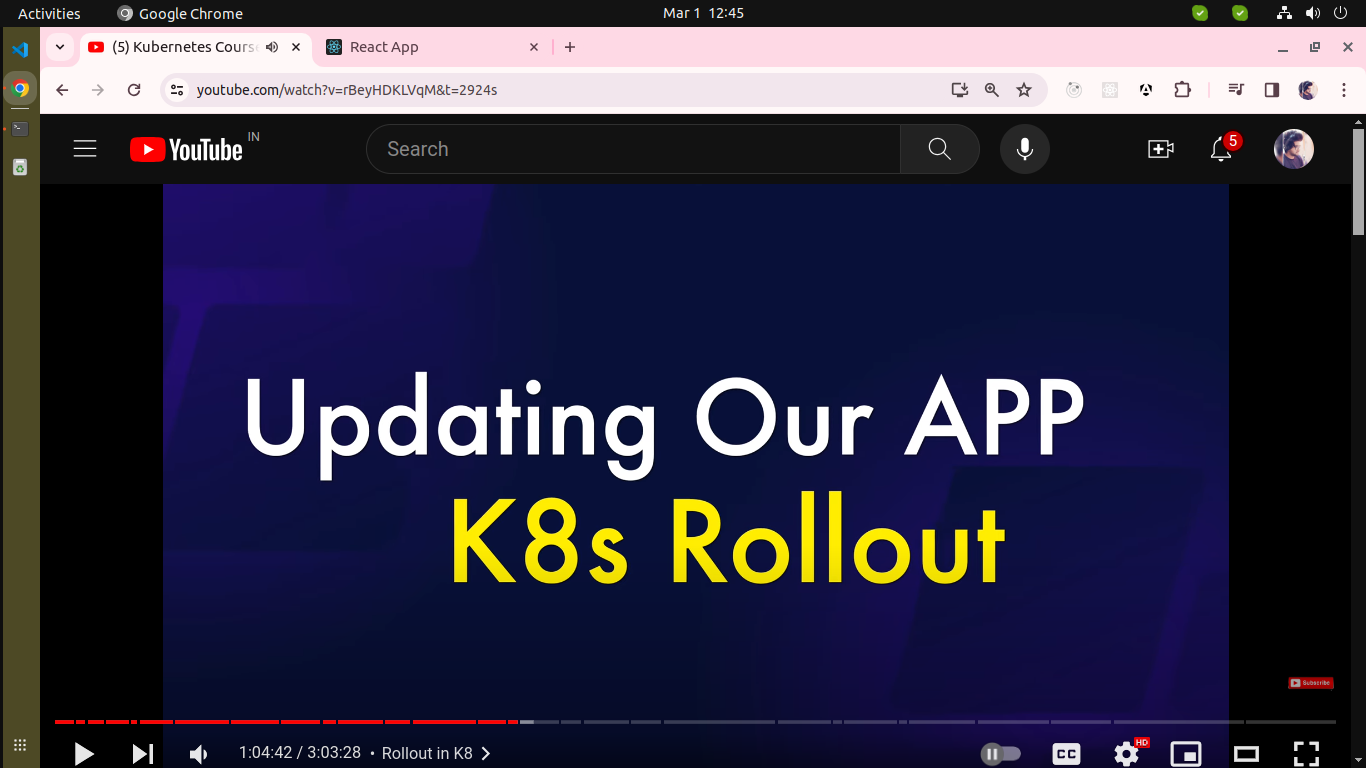 Activities
Google Chrome
Mar 1 12:45
(5) Kubernetes Cours
React App
youtube.com/watch?v=rBeyHDKLVqM&t=2924s
YouTube IN
Search
5
Updating Our APP
K8s Rollout
Subscribe
1:04:42 / 3:03:28 • Rollout in K8
CC
HD